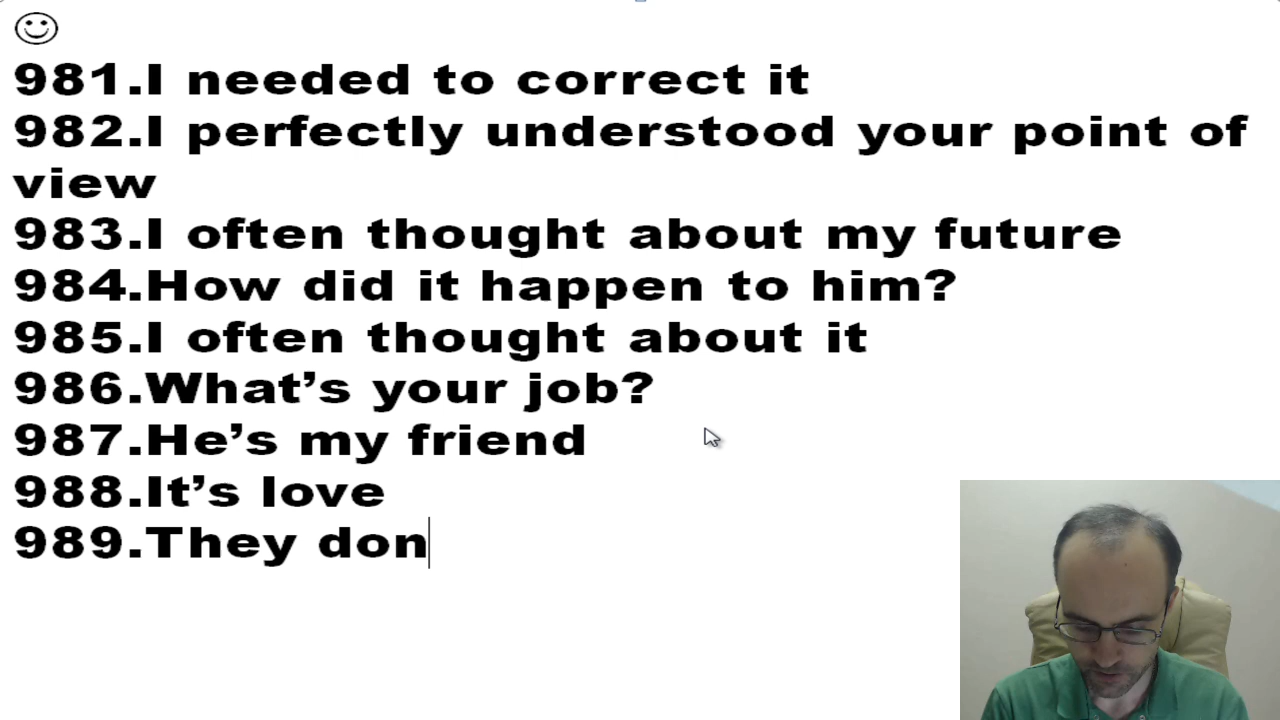 981.I needed to correct it
982.I perfectly understood your point of
view
983.I often thought about my future
984.How did it happen to him?
985.I often thought about it
986.What’s your job?
987.He’s my friend
988.It’s love
989.They don